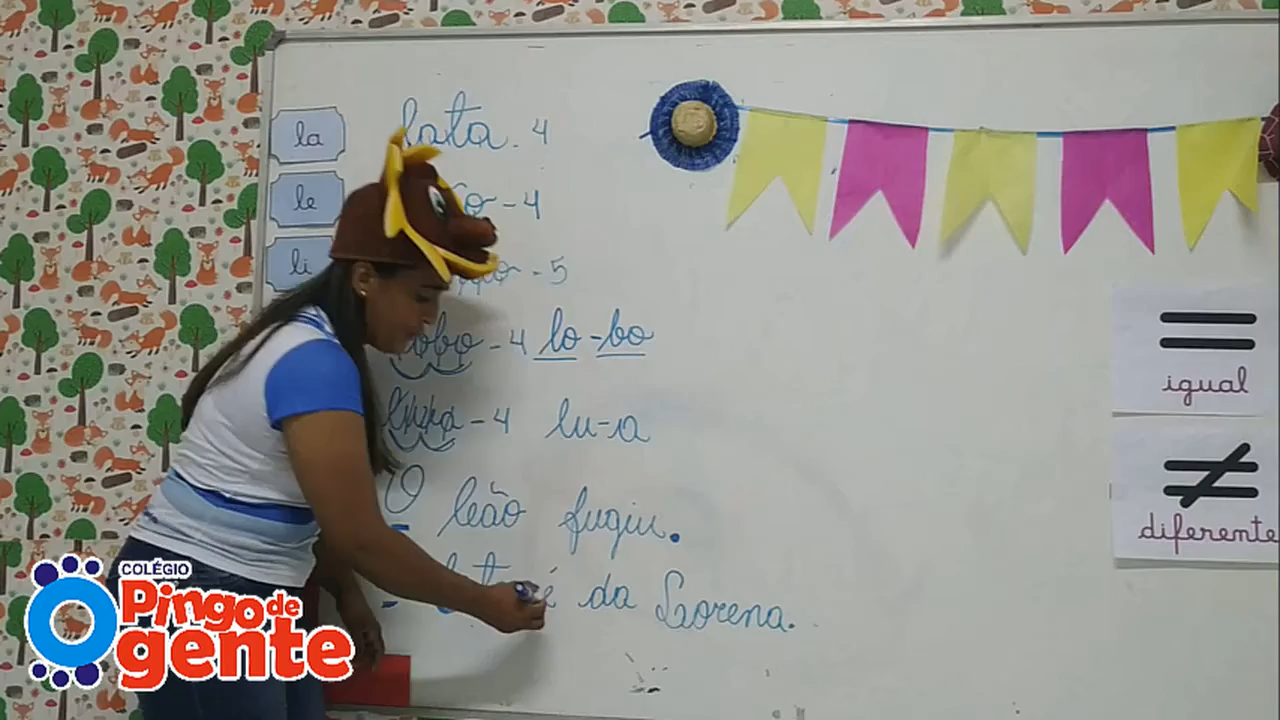 la lata. 4
le - 4
li - 5
lobo - 4 lo-bo
- 4 lu-a
O leão fugiu.
é da Lorena.
igual
diferente
COLÉGIO
Pingo de
gente